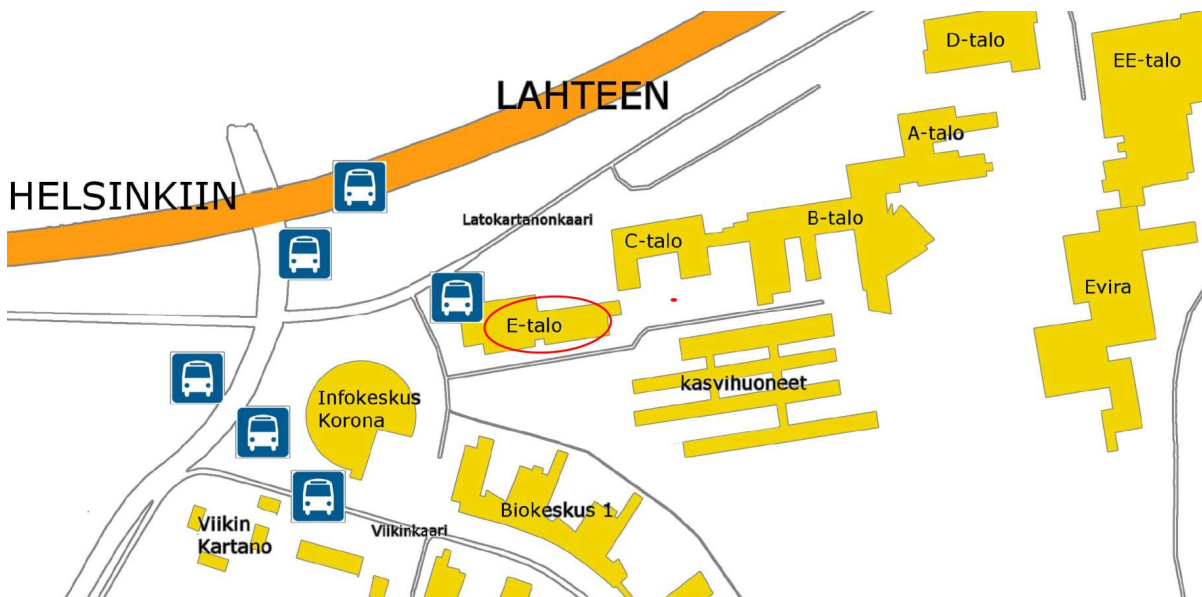 D-talo
EE-talo
LAHTEEN
A-talo
HELSINKIIN
Latokartanonkaari
C-talo
B-talo
Evira
E-talo
kasvihuoneet
Infokeskus
Korona
Biokeskus 1
Viikin
Kartano
Viikinkaari